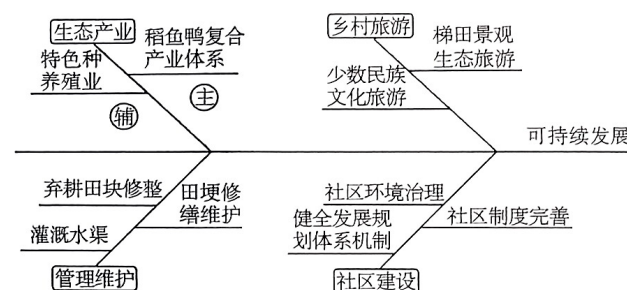 生态产业
稻鱼鸭复合
产业体系
特色种
养殖业
辅
主
乡村旅游
梯田景观
生态旅游
少数民族
文化旅游
可持续发展
弃耕田块修整
田埂修
缮维护
灌溉水渠
管理维护
社区环境治理
社区制度完善
健全发展规
划体系机制
社区建设